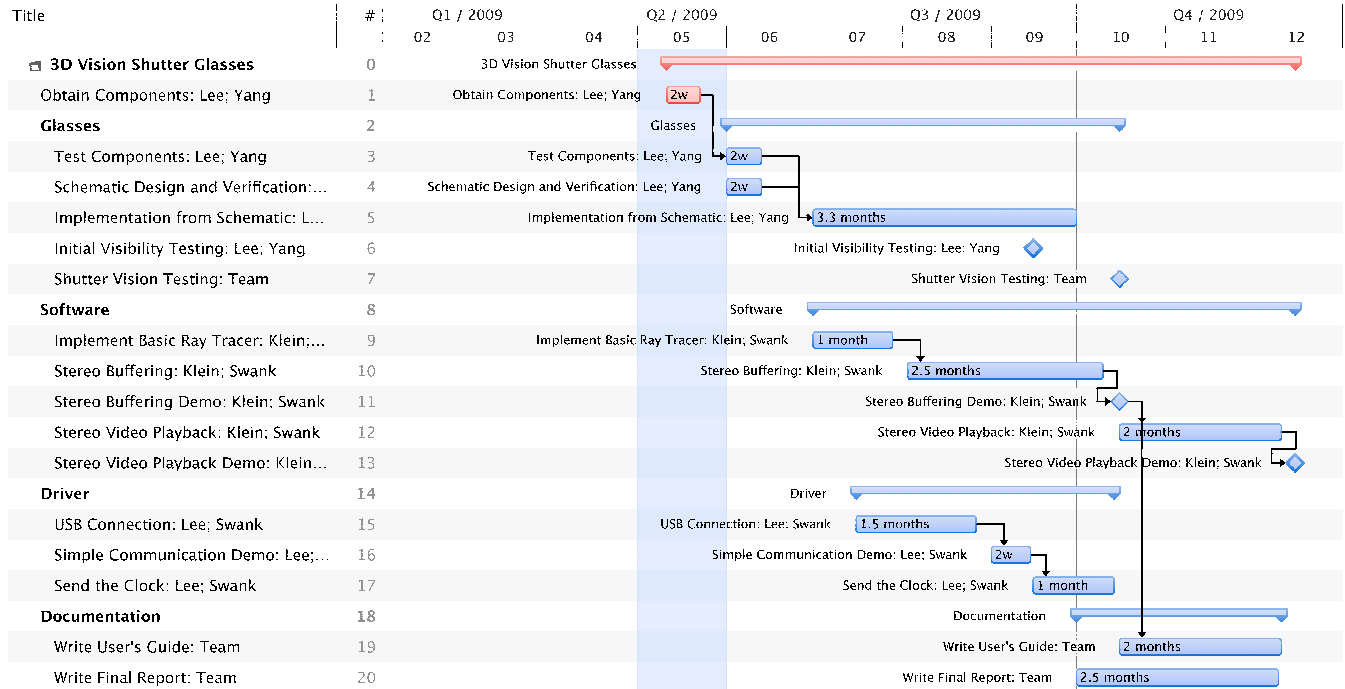 Title # Q1 / 2009 Q2 / 2009 Q3 / 2009 Q4 / 2009
02 03 04 05 06 07 08 09 10 11 12
3D Vision Shutter Glasses 0 3D Vision Shutter Glasses
Obtain Components: Lee; Yang 1 Obtain Components: Lee; Yang 2w
Glasses 2 Glasses
Test Components: Lee; Yang 3 Test Components: Lee; Yang 2w
Schematic Design and Verification:... 4 Schematic Design and Verification: Lee; Yang 2w
Implementation from Schematic: L... 5 Implementation from Schematic: Lee; Yang 3.3 months
Initial Visibility Testing: Lee; Yang 6 Initial Visibility Testing: Lee; Yang
Shutter Vision Testing: Team 7 Shutter Vision Testing: Team
Software 8 Software
Implement Basic Ray Tracer: Klein;... 9 Implement Basic Ray Tracer: Klein; Swank 1 month
Stereo Buffering: Klein; Swank 10 Stereo Buffering: Klein; Swank 2.5 months
Stereo Buffering Demo: Klein; Swank 11 Stereo Buffering Demo: Klein; Swank
Stereo Video Playback: Klein; Swank 12 Stereo Video Playback: Klein; Swank 2 months
Stereo Video Playback Demo: Klein... 13 Stereo Video Playback Demo: Klein; Swank
Driver 14 Driver
USB Connection: Lee; Swank 15 USB Connection: Lee; Swank 1.5 months
Simple Communication Demo: Lee;... 16 Simple Communication Demo: Lee; Swank 2w
Send the Clock: Lee; Swank 17 Send the Clock: Lee; Swank 1 month
Documentation 18 Documentation
Write User's Guide: Team 19 Write User's Guide: Team 2 months
Write Final Report: Team 20 Write Final Report: Team 2.5 months